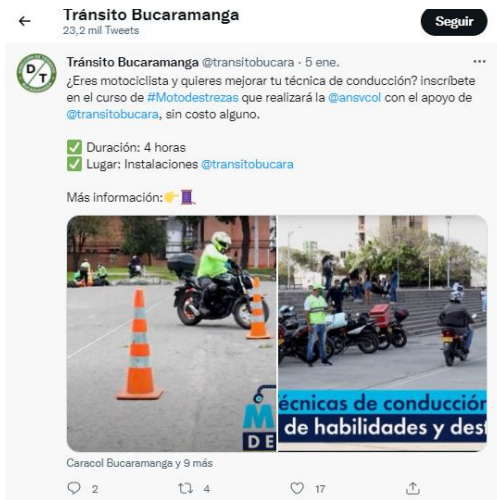 Tránsito Bucaramanga
23,2 mil Tweets
Seguir
D/T
Tránsito Bucaramanga @transitobucara · 5 ene.
¿Eres motociclista y quieres mejorar tu técnica de conducción? inscríbete
en el curso de #Motodestrezas que realizará la @ansvcol con el apoyo de
@transitobucara, sin costo alguno.
Duración: 4 horas
Lugar: Instalaciones @transitobucara
Más información:
M
DE
écnicas de conducción
de habilidades y dest
Caracol Bucaramanga y 9 más
2
4
17